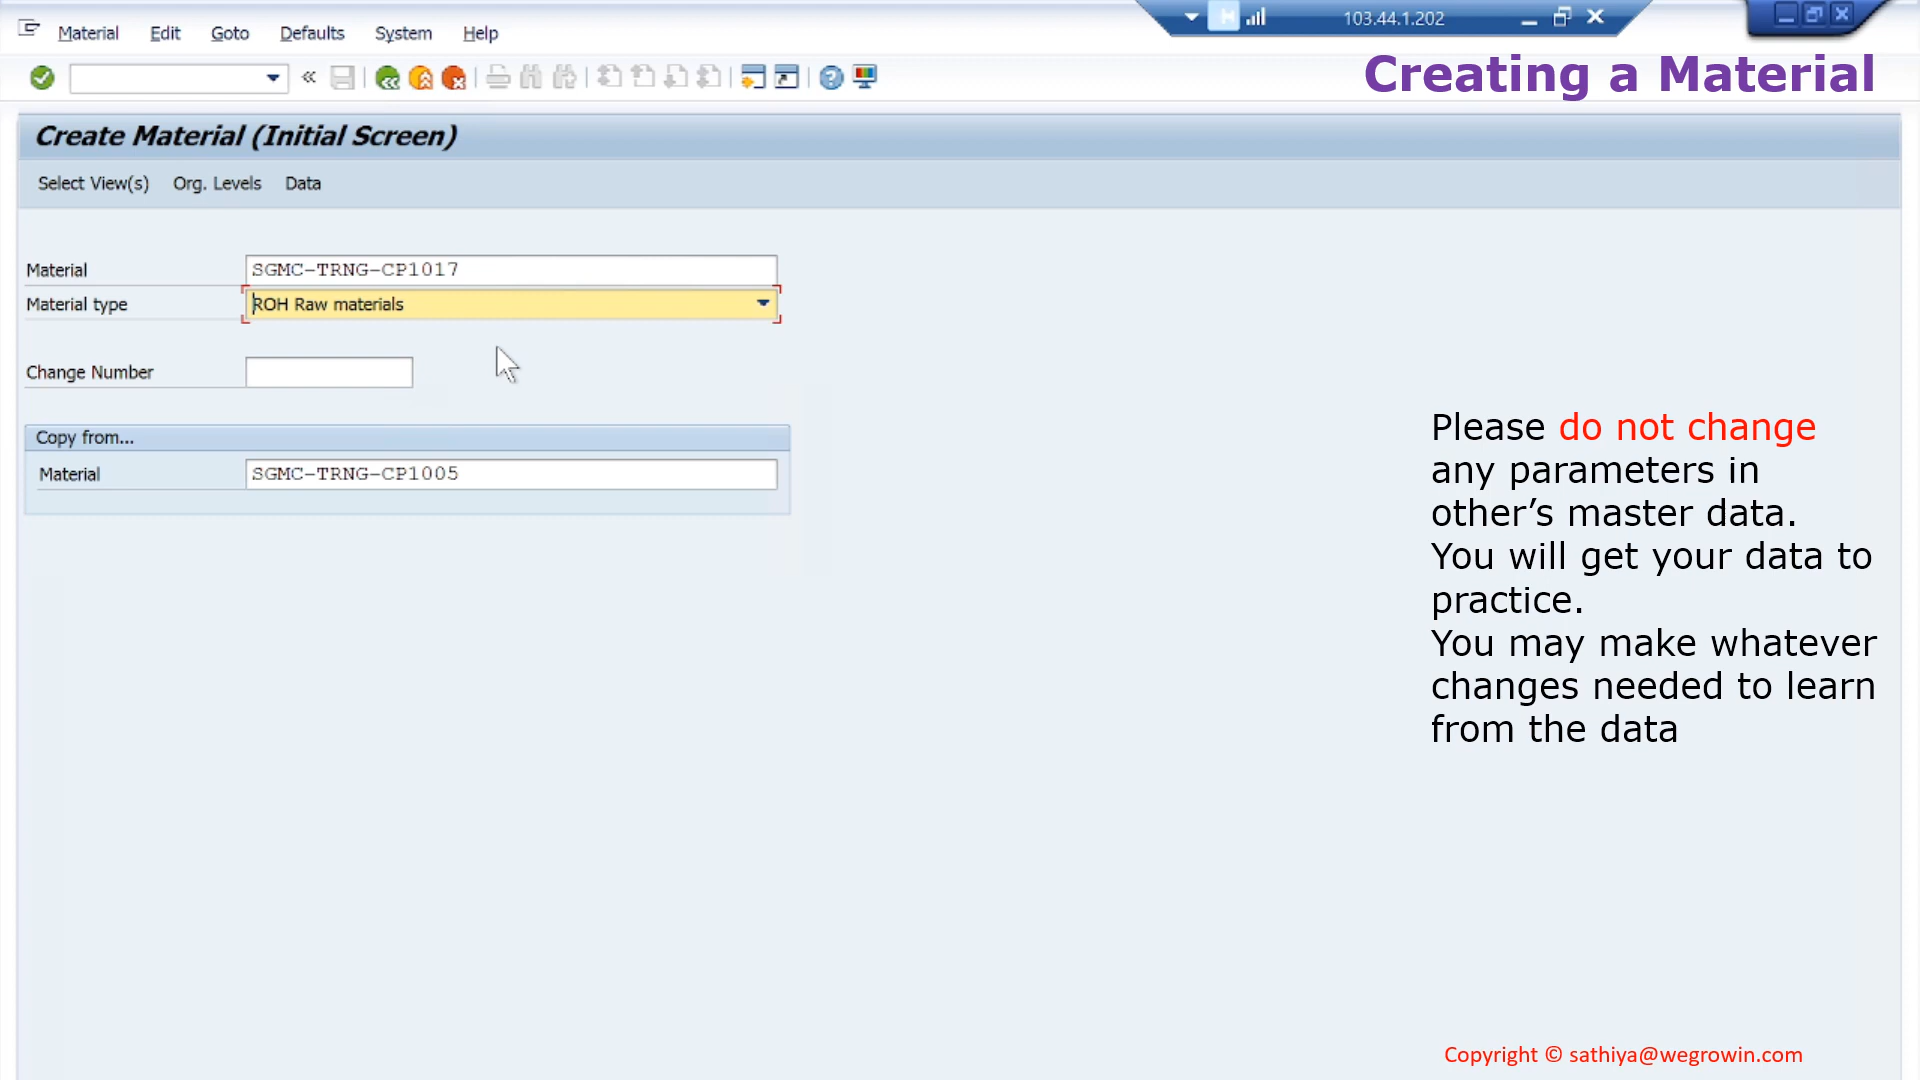 Material Edit Goto Defaults System Help
103.44.1.202
Creating a Material
Create Material (Initial Screen)
Select View(s) Org. Levels Data
Material SGMC-TRNG-CP1017
Material type ROH Raw materials
Change Number
Copy from...
Material SGMC-TRNG-CP1005
Please do not change
any parameters in
other’s master data.
You will get your data to
practice.
You may make whatever
changes needed to learn
from the data
Copyright © sathiya@wegrowin.com